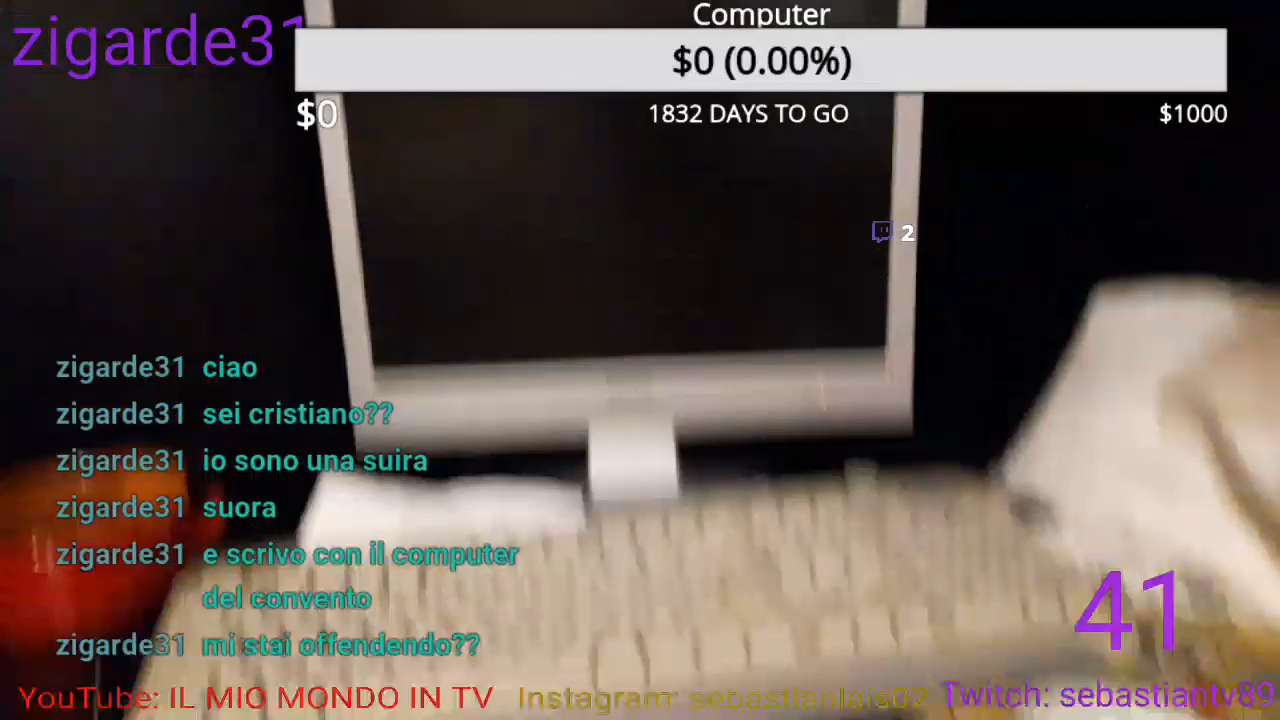 zigarde31
Computer
$0 (0.00%)
$0
1832 DAYS TO GO
$1000
2
zigarde31 ciao
zigarde31 sei cristiano??
zigarde31 io sono una suira
zigarde31 suora
zigarde31 e scrivo con il computer
del convento
zigarde31 mi stai offendendo??
41
YouTube: IL MIO MONDO IN TV
Instagram: sebastianlais02
Twitch: sebastiantv89